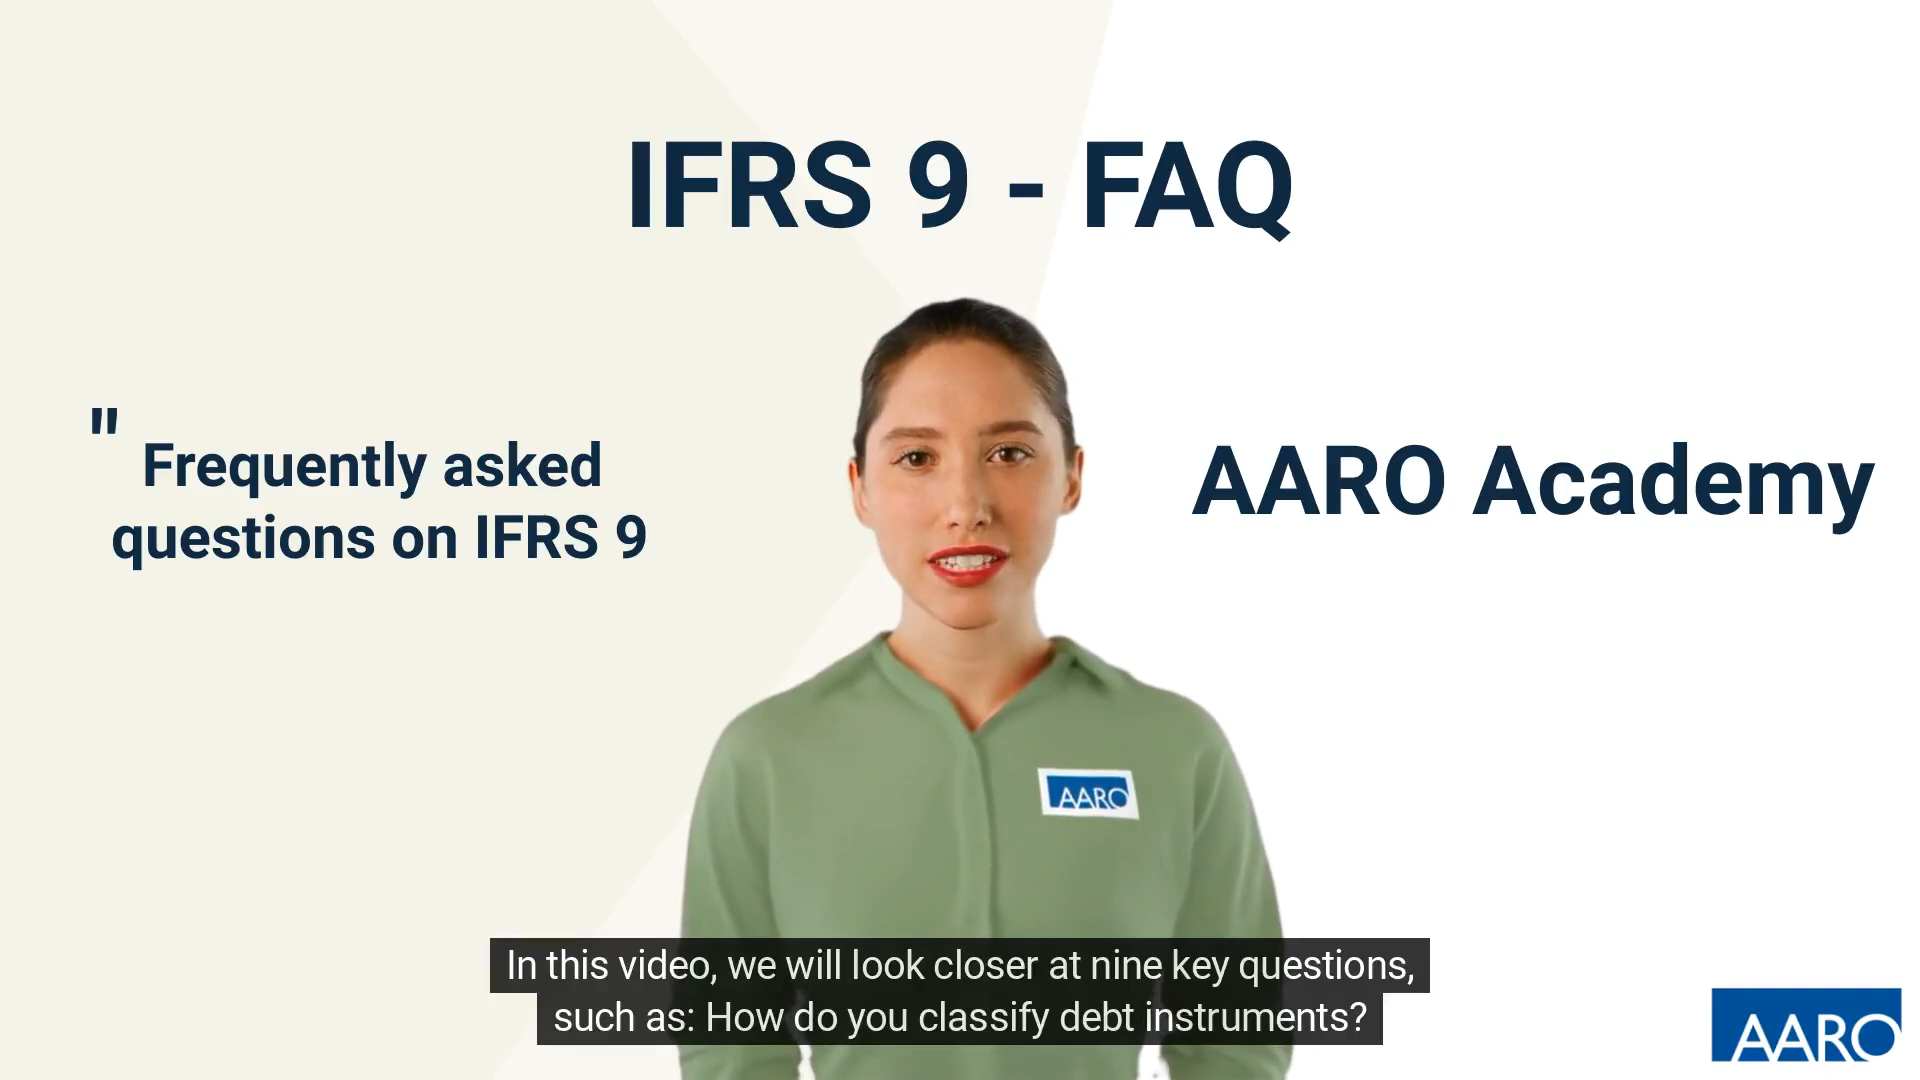 IFRS 9 - FAQ
" Frequently asked
questions on IFRS 9
AARO Academy
AARO
In this video, we will look closer at nine key questions,
such as: How do you classify debt instruments?
AARO